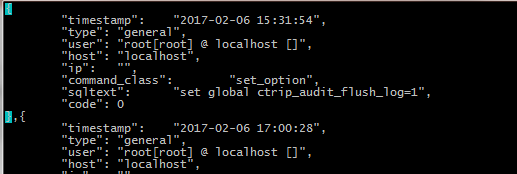 {
"timestamp": "2017-02-06 15:31:54",
"type": "general",
"user": "root[root] @ localhost []",
"host": "localhost",
"ip": "",
"command_class": "set_option",
"sqltext": "set global ctrip_audit_flush_log=1",
"code": 0
},{
"timestamp": "2017-02-06 17:00:28",
"type": "general",
"user": "root[root] @ localhost []",
"host": "localhost",